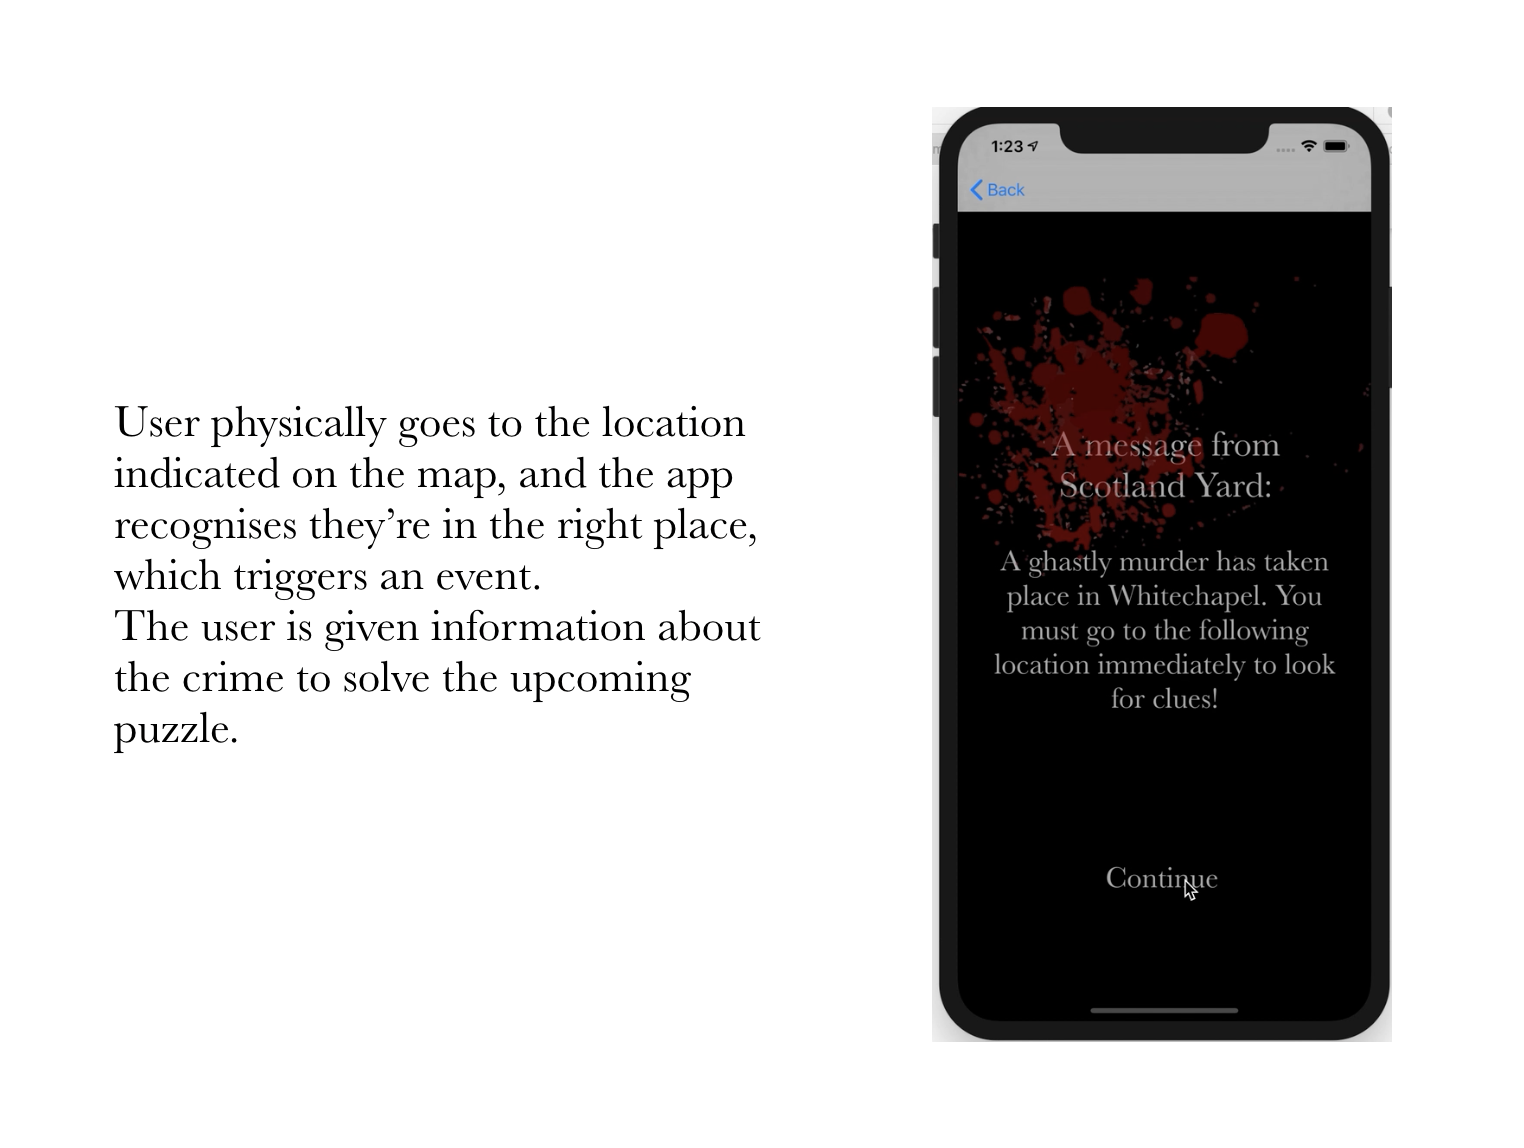 User physically goes to the location
indicated on the map, and the app
recognises they’re in the right place,
which triggers an event.
The user is given information about
the crime to solve the upcoming
puzzle.
1:23
Back
A message from
Scotland Yard:
A ghastly murder has taken
place in Whitechapel. You
must go to the following
location immediately to look
for clues!
Continue